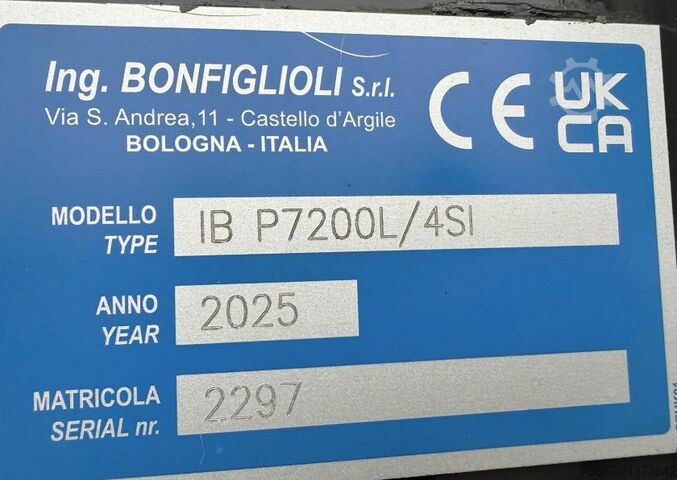 Ing. BONFIGLIOLI S.r.l.
Via S. Andrea,11 - Castello d'Argile
BOLOGNA - ITALIA
CE
UK
CA
MODELLO
TYPE
IB P7200L/4SI
ANNO
YEAR
2025
MATRICOLA
SERIAL nr.
2297